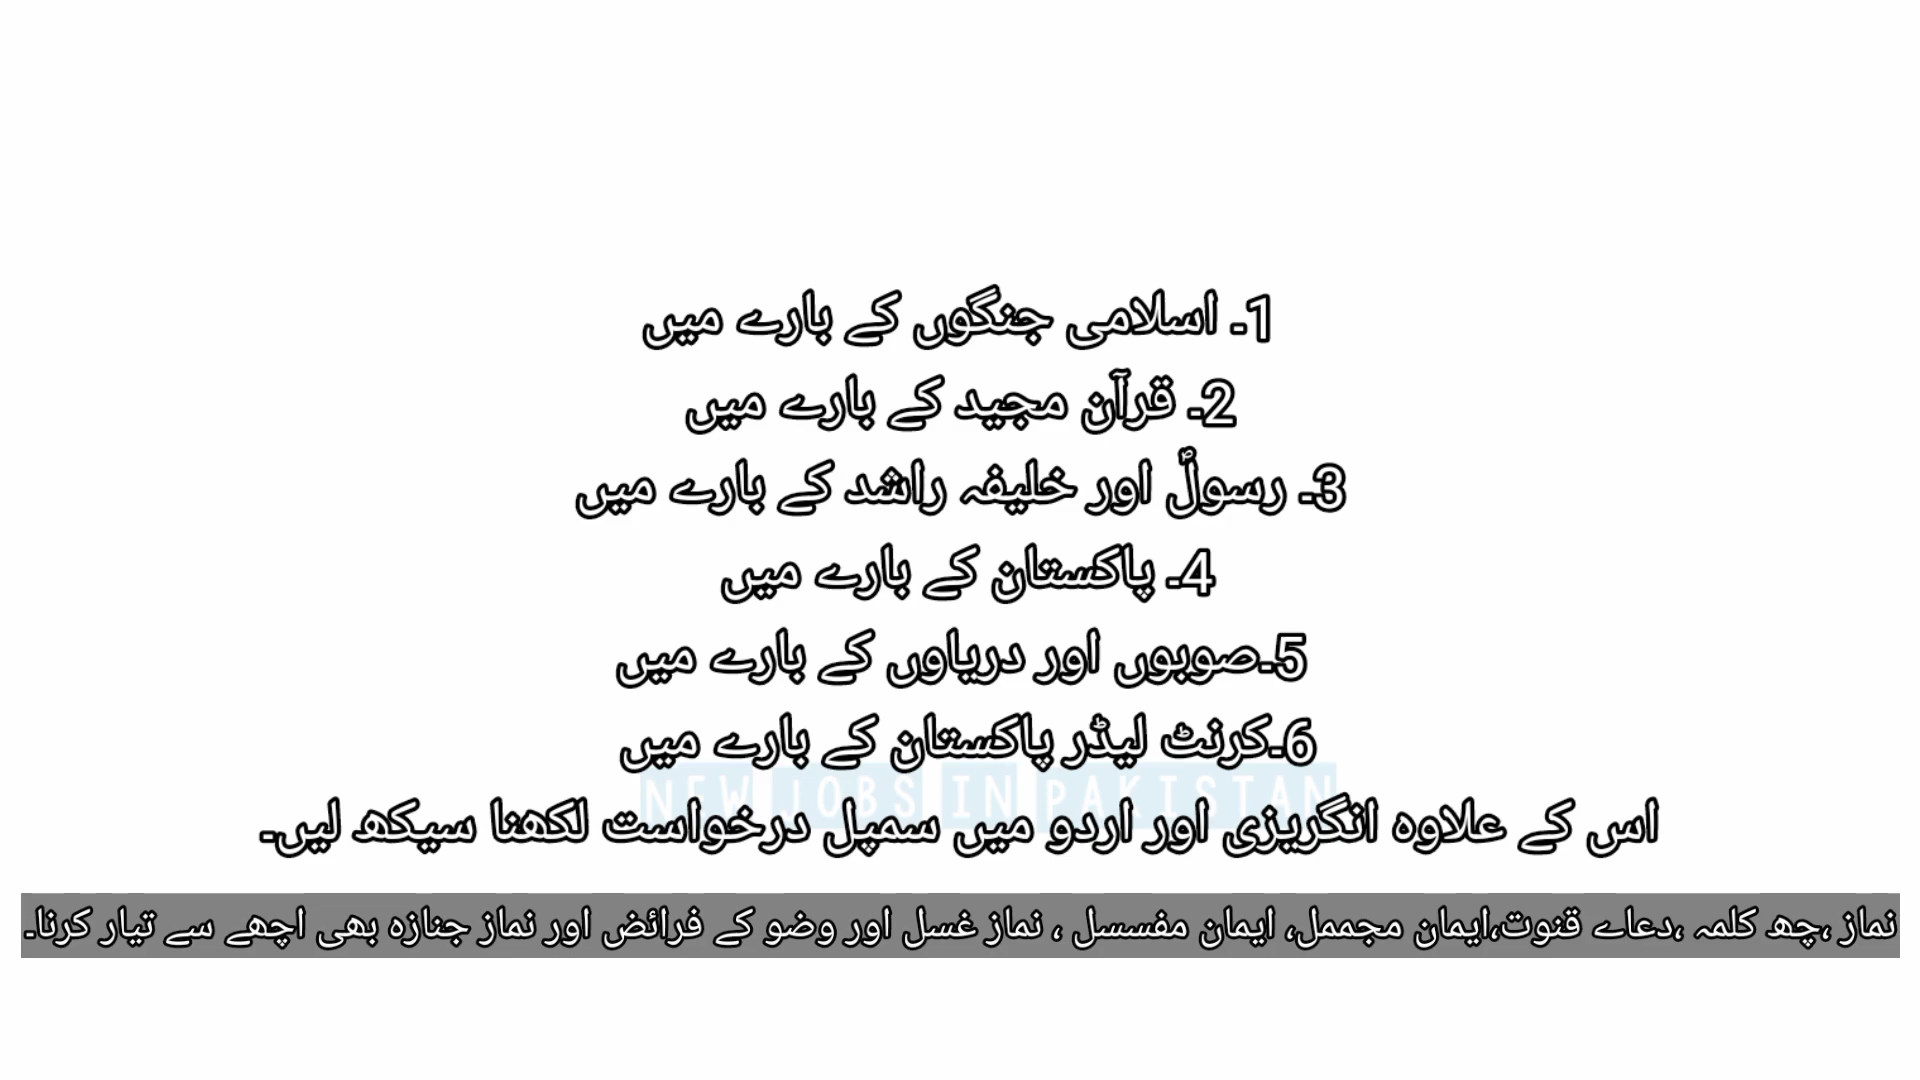 1۔ اسلامی جنگوں کے بارے میں
2۔ قرآن مجید کے بارے میں
3۔ رسولؐ اور خلیفہ راشد کے بارے میں
4۔ پاکستان کے بارے میں
5۔صوبوں اور دریاوں کے بارے میں
6۔کرنٹ لیڈر پاکستان کے بارے میں
NEW JOBS IN PAKISTAN
اس کے علاوہ انگریزی اور اردو میں سمپل درخواست لکھنا سیکھ لیں۔
نماز ،چھ کلمہ ،دعاے قنوت،ایمان مجممل، ایمان مفسسل ، نماز غسل اور وضو کے فرائض اور نماز جنازہ بھی اچھے سے تیار کرنا۔